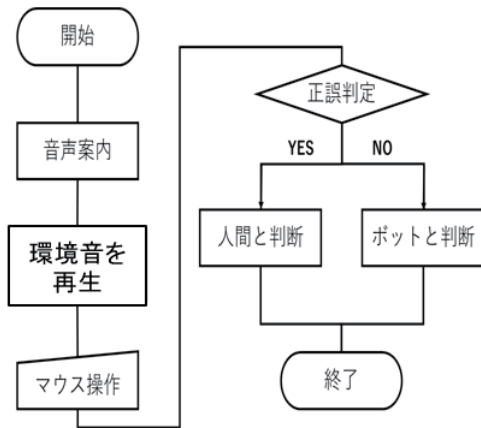 開始
音声案内
環境音を
再生
マウス操作
正誤判定
YES
NO
人間と判断
ボットと判断
終了